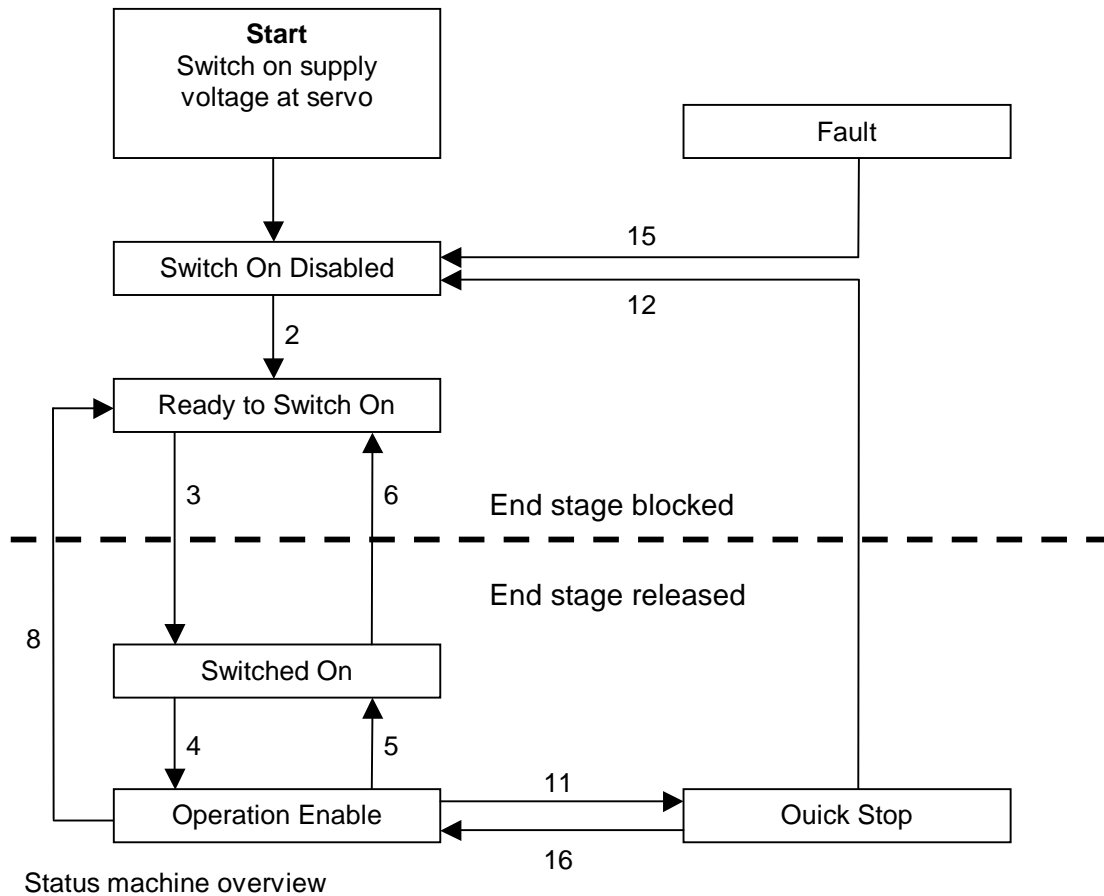 Start
Switch on supply
voltage at servo
Fault
15
Switch On Disabled
12
2
Ready to Switch On
3
6
End stage blocked
End stage released
8
Switched On
4
5
11
Operation Enable
Ouick Stop
16
Status machine overview